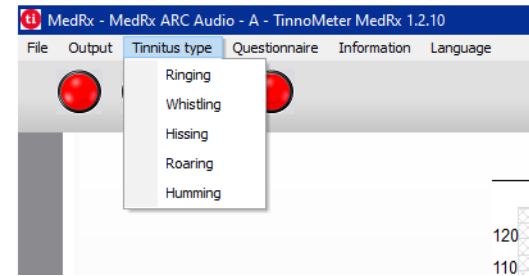 ti MedRx - MedRx ARC Audio - A - TinnoMeter MedRx 1.2.10
File Output Tinnitus type Questionnaire Information Language
Ringing
Whistling
Hissing
Roaring
Humming
120
110